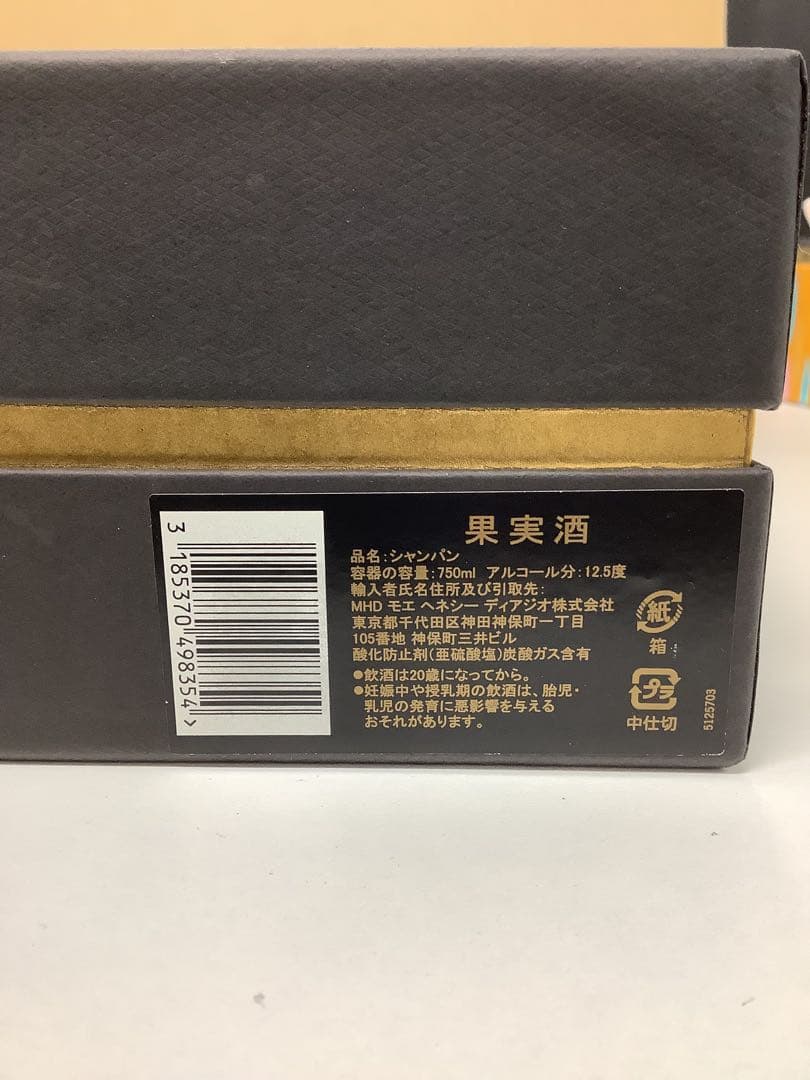 果実酒
品名:シャンパン
容器の容量:750ml アルコール分:12.5度
輸入者氏名住所及び引取先:
MHD モエ ヘネシー ディアジオ株式会社
東京都千代田区神田神保町一丁目
105番地 神保町三井ビル
酸化防止剤(亜硫酸塩)炭酸ガス含有
●飲酒は20歳になってから。
●妊娠中や授乳期の飲酒は、胎児・
乳児の発育に悪影響を与える
おそれがあります。
紙
箱
プラ
中仕切
5125703
3 185370 498354 >